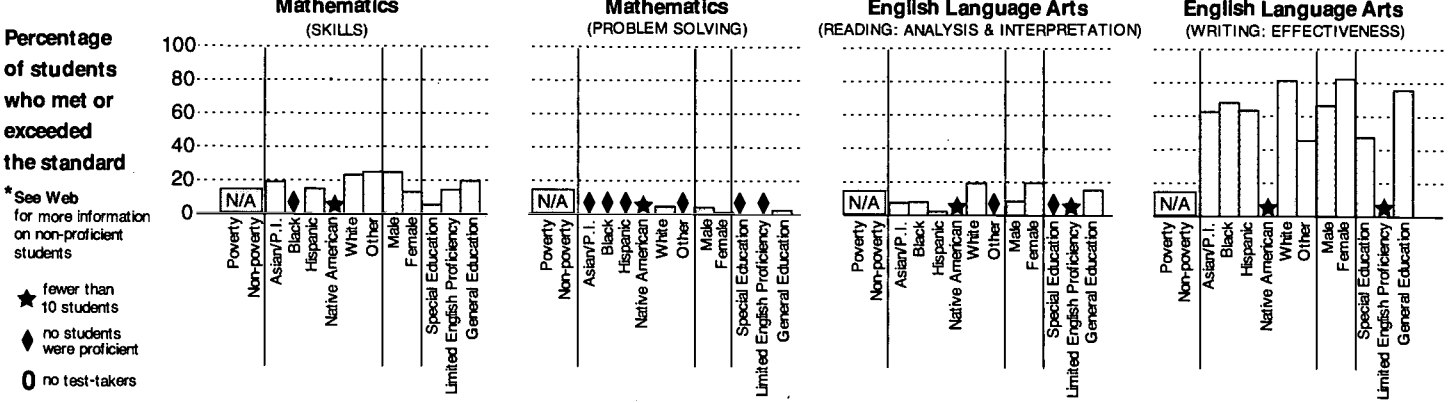 Percentage
of students
who met or
exceeded
the standard
*See Web
for more information
on non-proficient
students
★ fewer than
10 students
♦ no students
were proficient
0 no test-takers
Mathematics
(SKILLS)
100
80
60
40
20
0
N/A
Poverty
Non-poverty
Asian/P.I.
Black
Hispanic
Native American
White
Other
Male
Female
Special Education
Limited English Proficiency
General Education
Mathematics
(PROBLEM SOLVING)
N/A
Poverty
Non-poverty
Asian/P.I.
Black
Hispanic
Native American
White
Other
Male
Female
Special Education
Limited English Proficiency
General Education
English Language Arts
(READING: ANALYSIS & INTERPRETATION)
N/A
Poverty
Non-poverty
Asian/P.I.
Black
Hispanic
Native American
White
Other
Male
Female
Special Education
Limited English Proficiency
General Education
English Language Arts
(WRITING: EFFECTIVENESS)
N/A
Poverty
Non-poverty
Asian/P.I.
Black
Hispanic
Native American
White
Other
Male
Female
Special Education
Limited English Proficiency
General Education